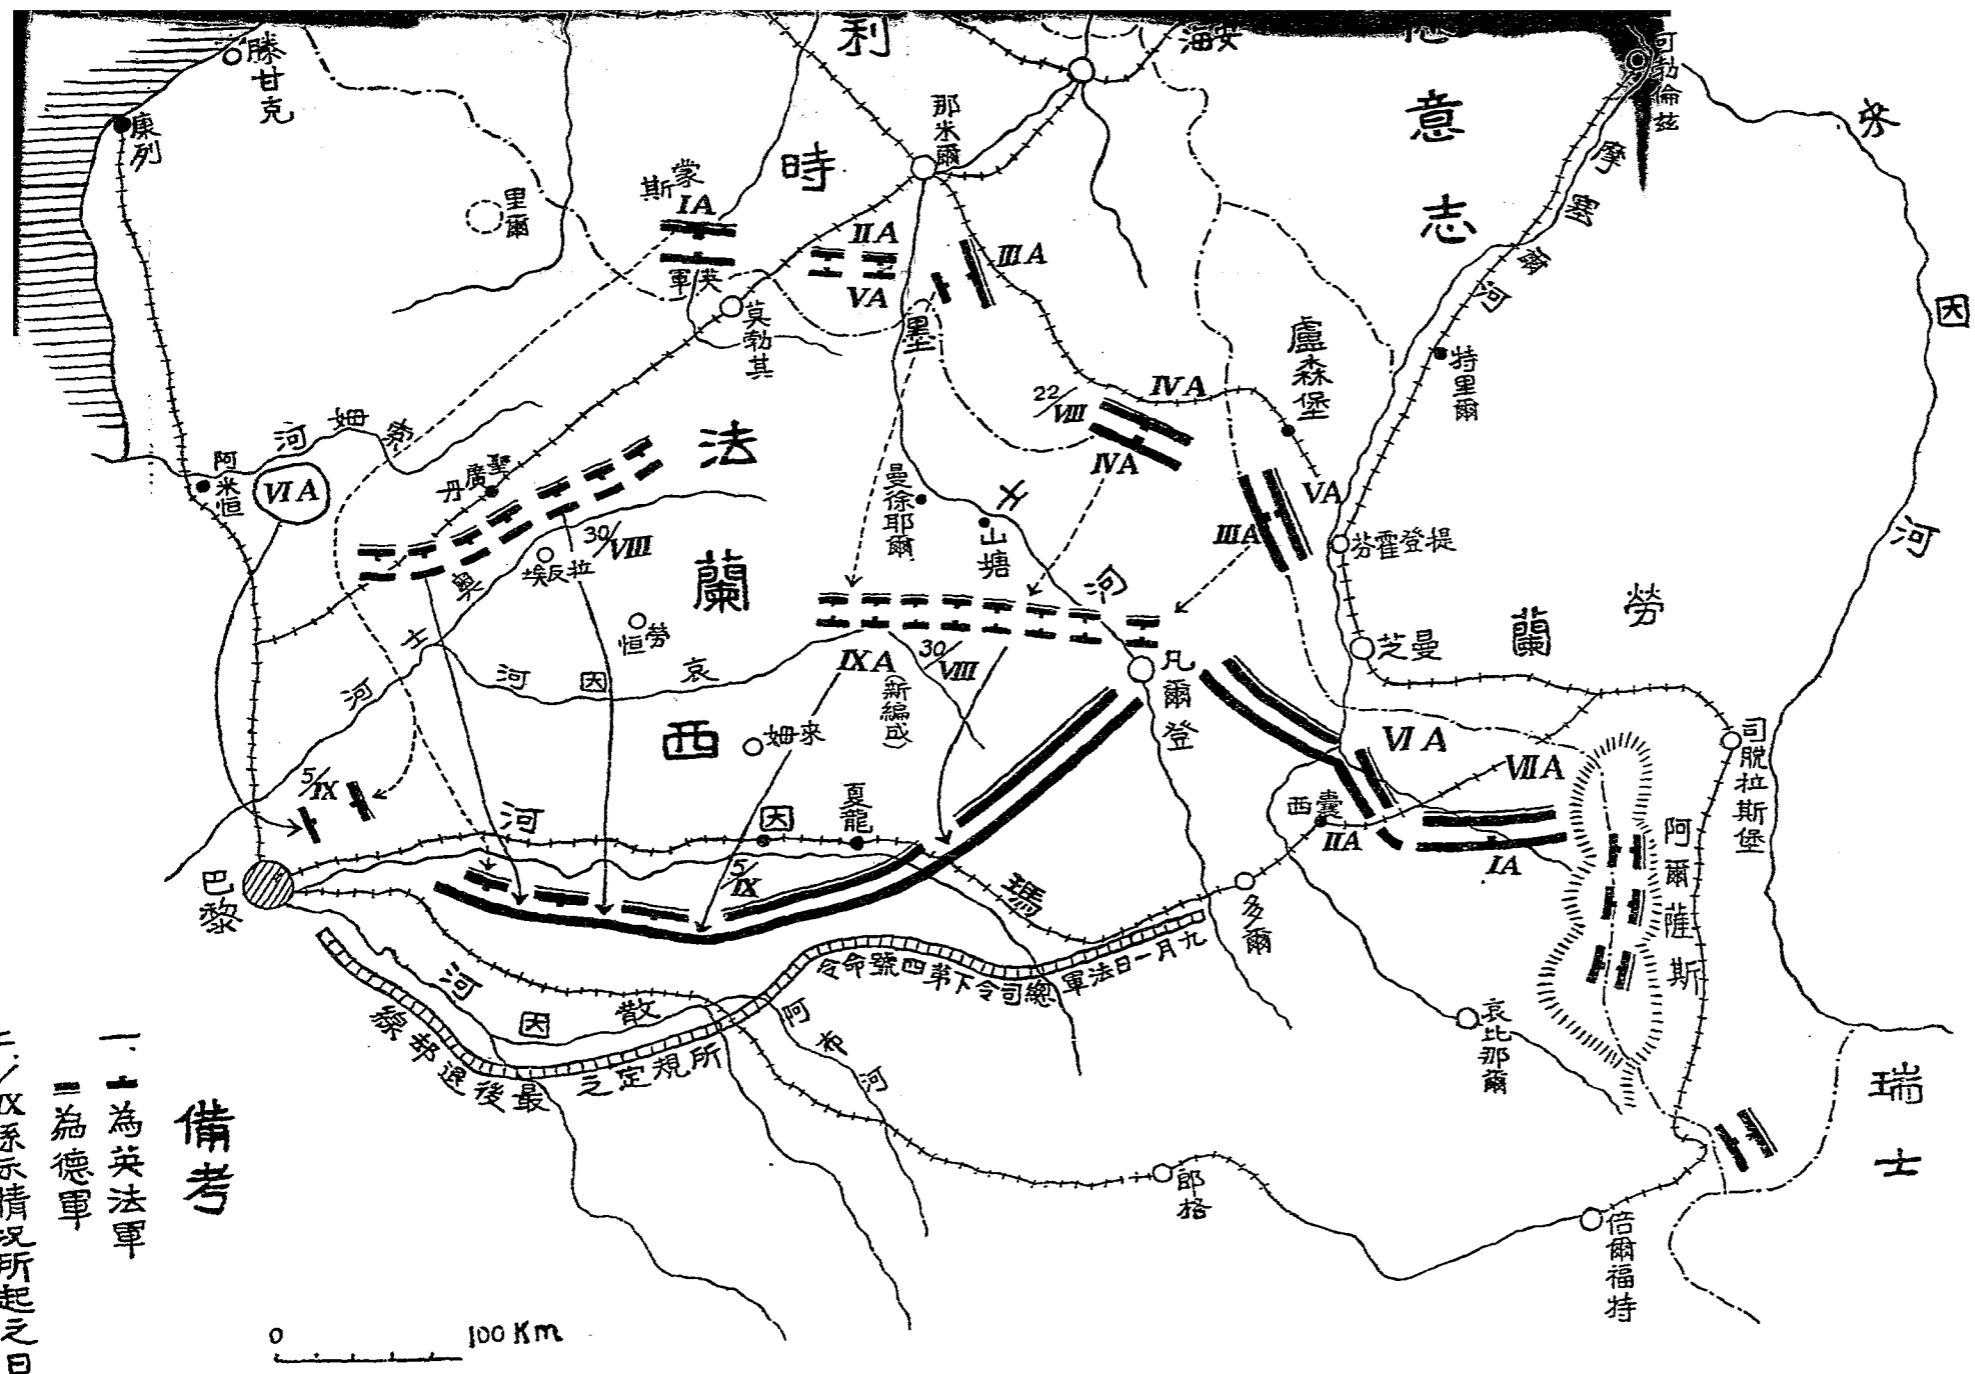 利
時
意
志
安海
可勃倫茲
滕甘克
康列
里爾
蒙斯
IA
英軍
那米爾
IIA
VA
IIIA
墨
莫勃其
摩塞爾河
來
因
河
盧森堡
特里爾
22/VIII
IVA
IVA
VA
IIIA
索姆河
阿米恒
VIA
聖廣丹
30/VIII
埃反拉
法
蘭
西
曼徐耶爾
山塘
河
提登霍芬
勞
蘭
曼芝
奧
士
河
勞恒
哀
因
河
IXA
(新編成)
30/VIII
凡爾登
來姆
夏龍
VIA
VIIA
司脫拉斯堡
囊西
IIA
IA
阿爾薩斯
5/IX
河
因
瑪
5/IX
巴黎
多爾
九月一日法軍總司令下第四號命令
所規定之最後退却線
河
因
散
阿布河
哀比那爾
瑞
士
郎格
倍爾福特
備考
一、
為英法軍
為德軍
IX系示情況所起之日
0
100 Km